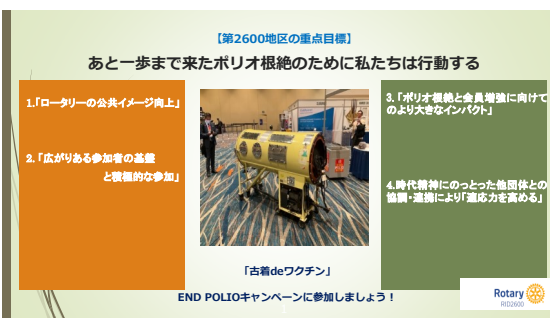 【第2600地区の重点目標】
あと一歩まで来たポリオ根絶のために私たちは行動する
1.「ロータリーの公共イメージ向上」
2.「広がりある参加者の基盤
と積極的な参加」
3.「ポリオ根絶と会員増強に向けて
のより大きなインパクト」
4.時代精神にのっとった他団体との
協調・連携により「適応力を高める」
「古着deワクチン」
END POLIOキャンペーンに参加しましょう！
1
Rotary
RID2600